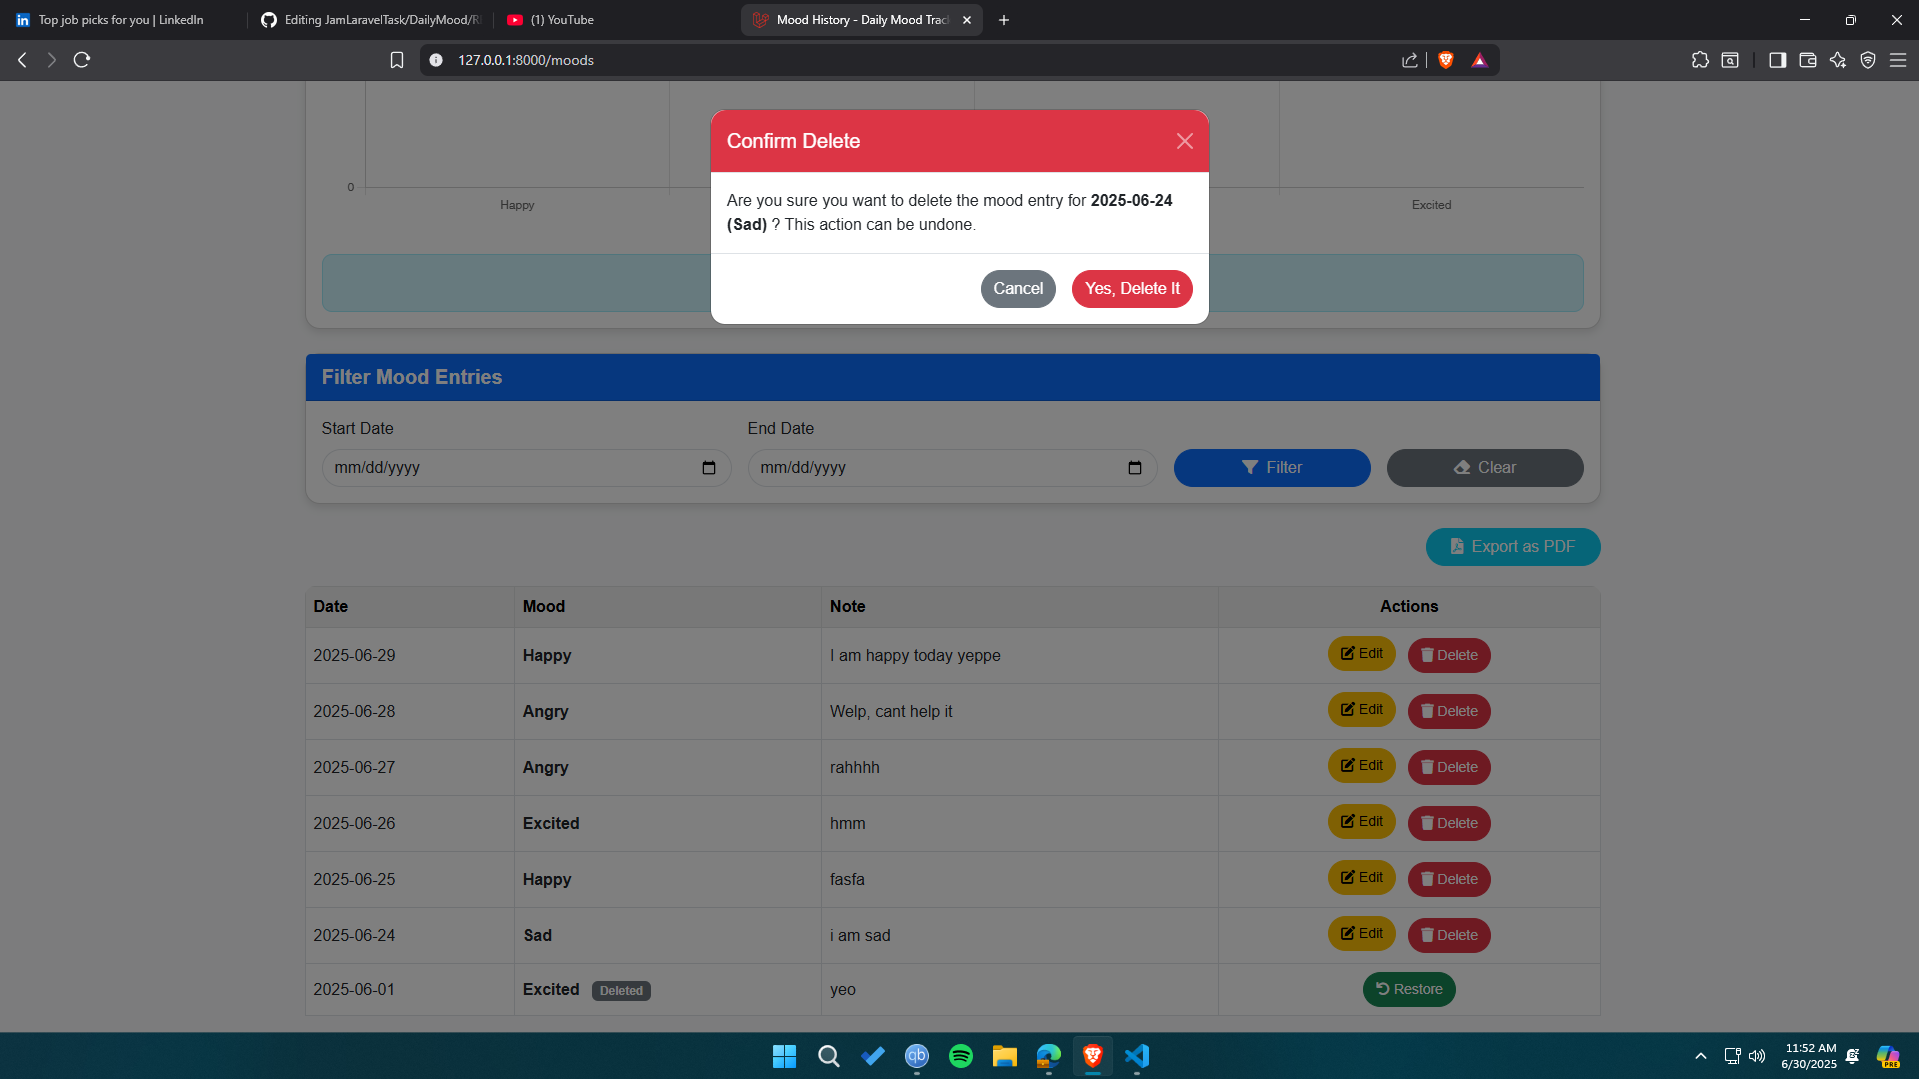 Top job picks for you | LinkedIn
Editing JamLaravelTask/DailyMood/R
(1) YouTube
Mood History - Daily Mood Trac
127.0.0.1:8000/moods
Confirm Delete
Are you sure you want to delete the mood entry for 2025-06-24
(Sad) ? This action can be undone.
Cancel
Yes, Delete It
0
Happy
Excited
Filter Mood Entries
Start Date
End Date
mm/dd/yyyy
mm/dd/yyyy
Filter
Clear
Export as PDF
Date Mood Note Actions
2025-06-29 Happy I am happy today yeppe Edit Delete
2025-06-28 Angry Welp, cant help it Edit Delete
2025-06-27 Angry rahhhh Edit Delete
2025-06-26 Excited hmm Edit Delete
2025-06-25 Happy fasfa Edit Delete
2025-06-24 Sad i am sad Edit Delete
2025-06-01 Excited Deleted yeo Restore
in
qb
11:52 AM
6/30/2025
PRE